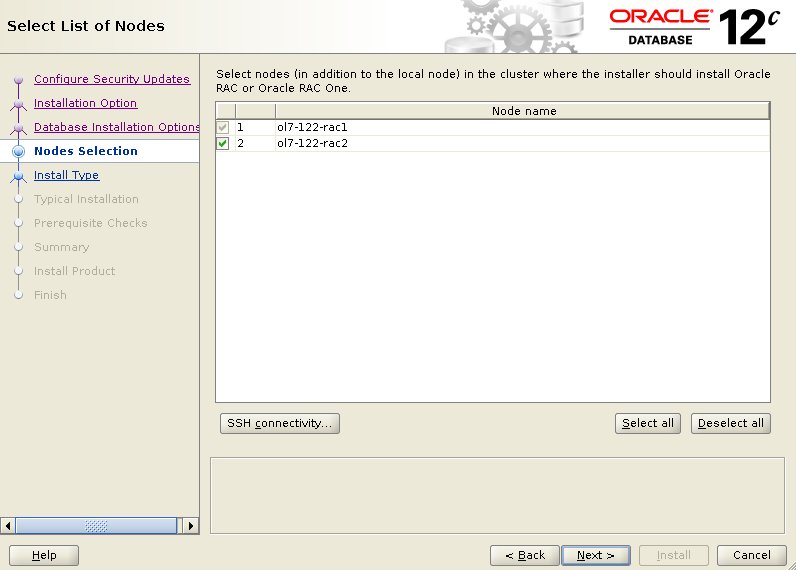 Select List of Nodes
ORACLE®
DATABASE
12c
Configure Security Updates
Installation Option
Database Installation Options
Nodes Selection
Install Type
Typical Installation
Prerequisite Checks
Summary
Install Product
Finish
Select nodes (in addition to the local node) in the cluster where the installer should install Oracle
RAC or Oracle RAC One.
Node name
1 ol7-122-rac1
2 ol7-122-rac2
SSH connectivity...
Select all
Deselect all
Help
< Back
Next >
Install
Cancel